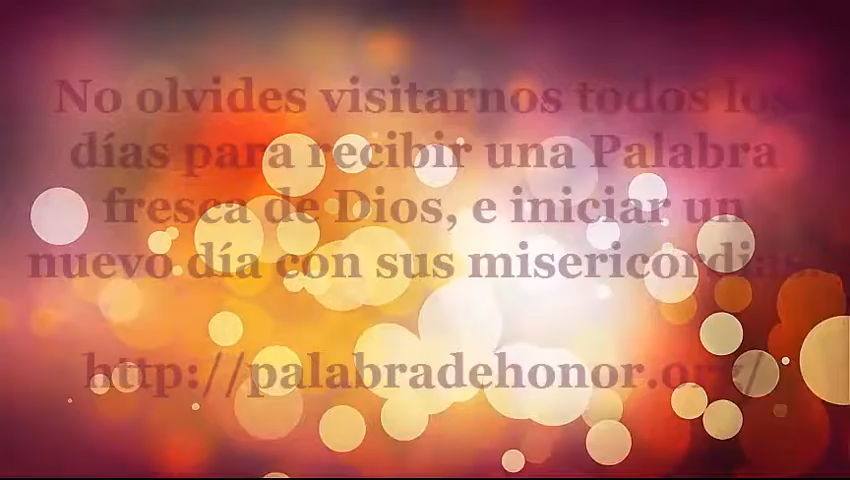 No olvides visitarnos todos los
días para recibir una Palabra
fresca de Dios, e iniciar un
nuevo día con sus misericordias.
http://palabradehonor.org/